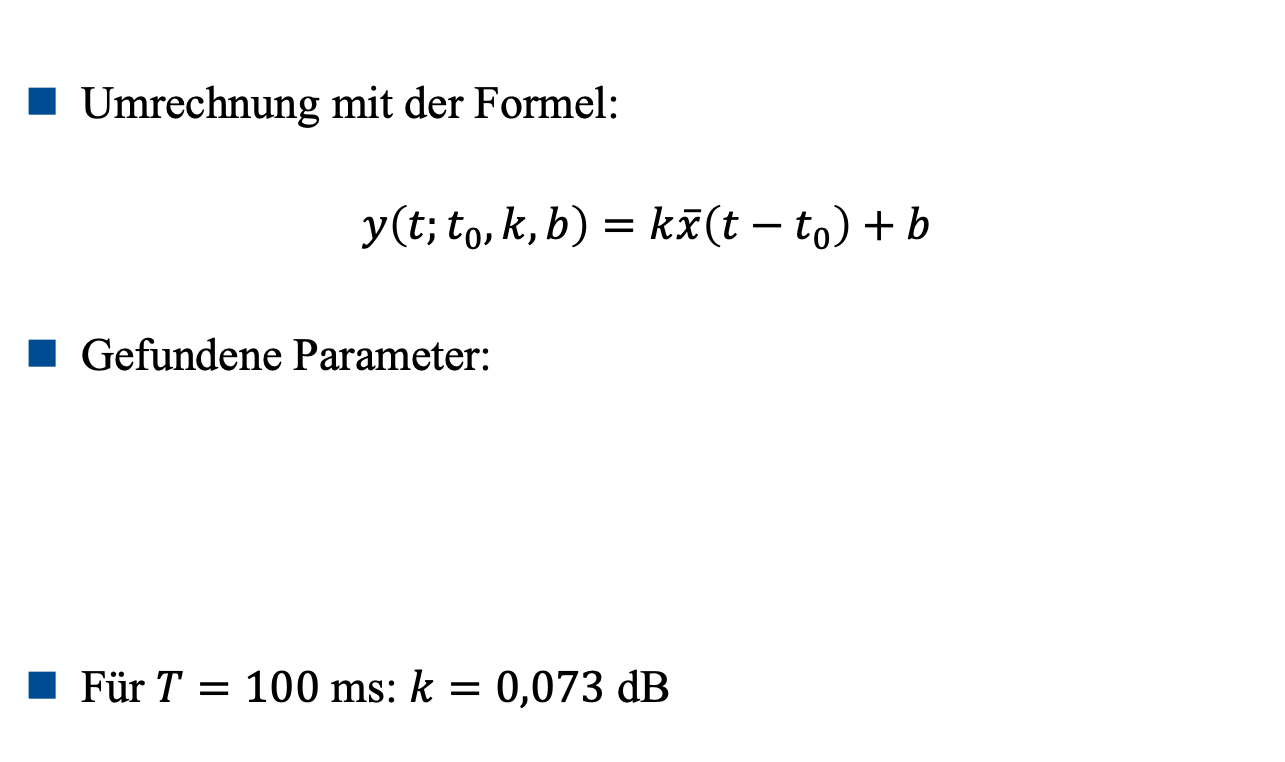 Umrechnung mit der Formel:
y(t; t₀, k, b) = kx̄(t − t₀) + b
Gefundene Parameter:
Für T = 100 ms: k = 0,073 dB